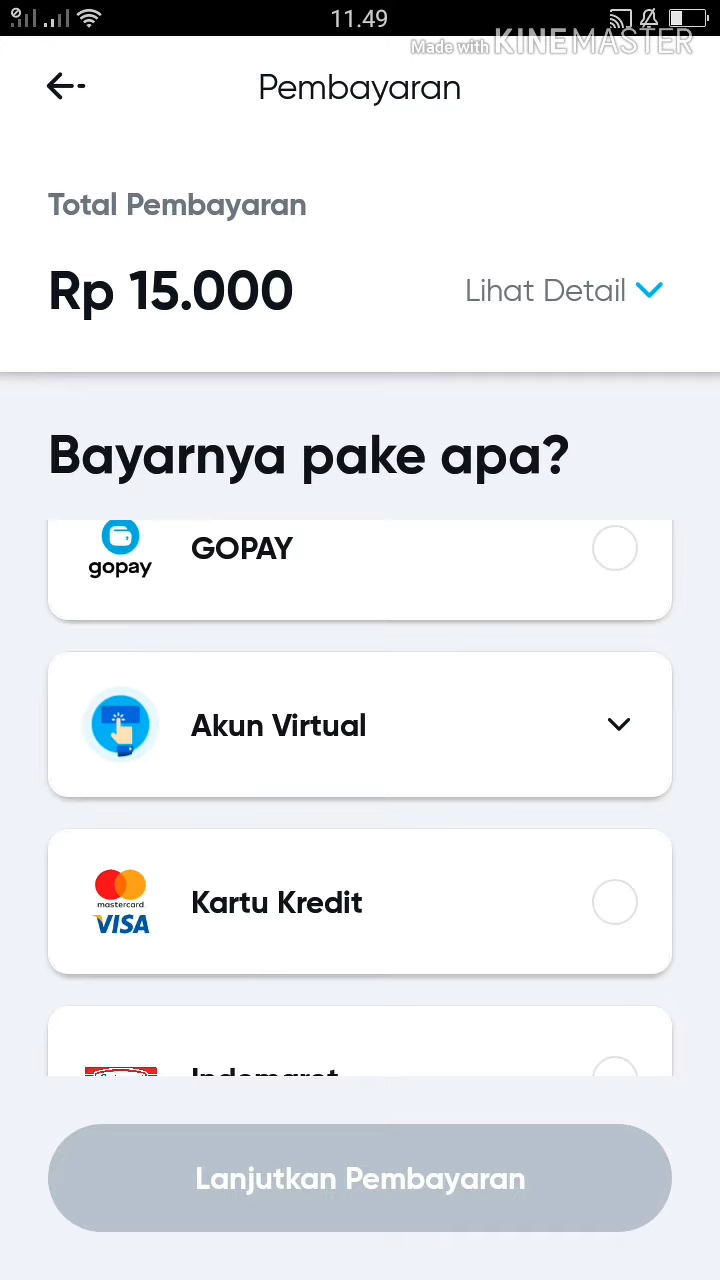 11.49
Made with KINEMASTER
Pembayaran
Total Pembayaran
Rp 15.000
Lihat Detail
Bayarnya pake apa?
gopay
GOPAY
Akun Virtual
mastercard
VISA
Kartu Kredit
Indomaret
Lanjutkan Pembayaran